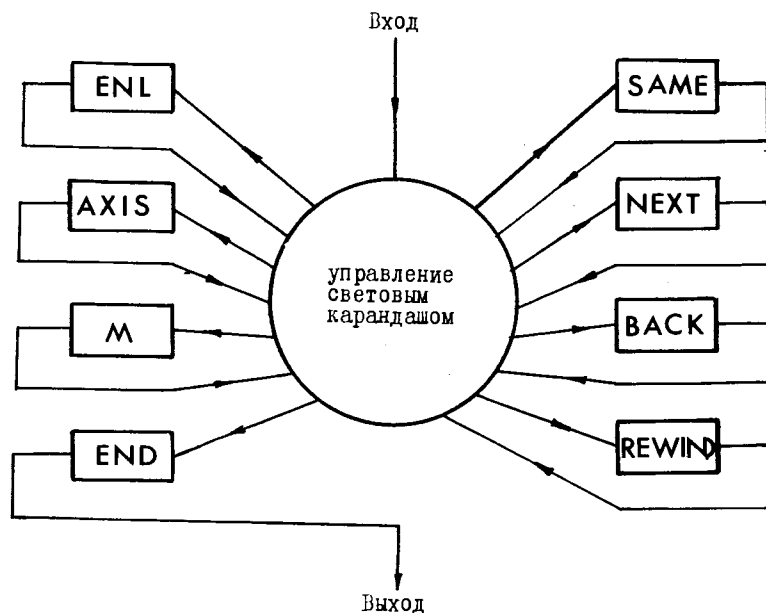 Вход
ENL
SAME
AXIS
NEXT
управление
световым
карандашом
M
BACK
END
REWIND
Выход